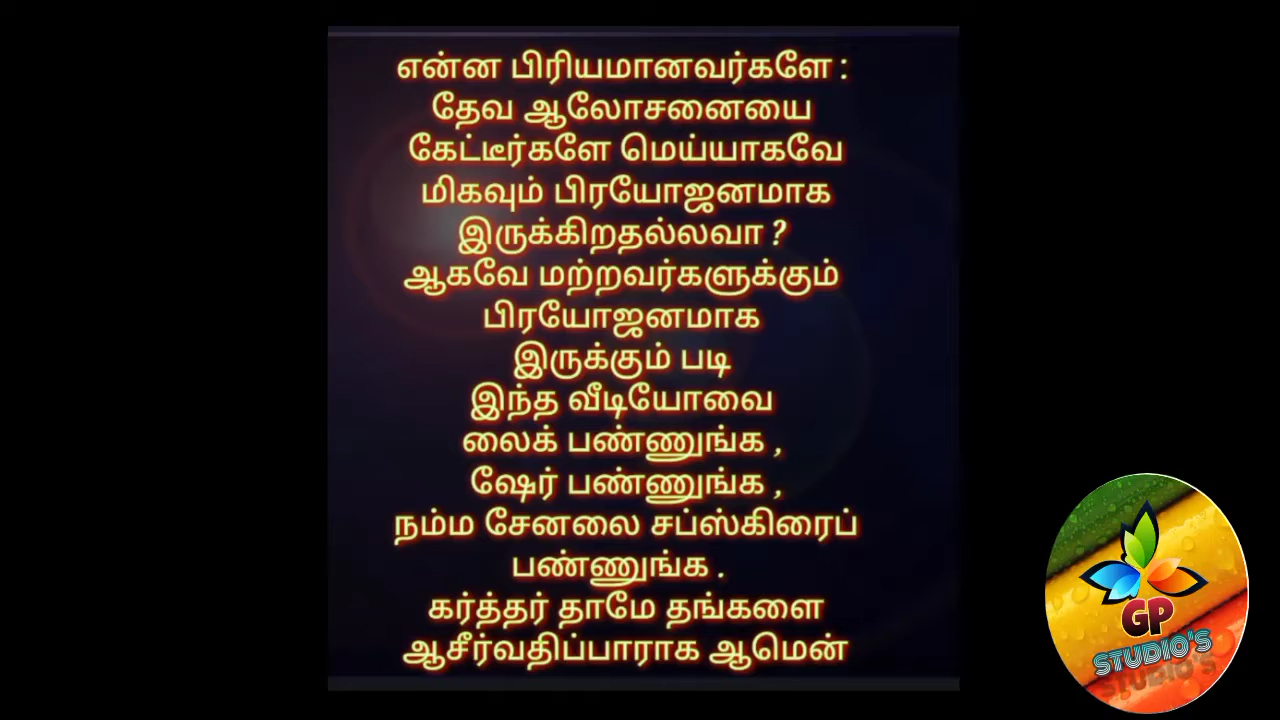 என்ன பிரியமானவர்களே :
தேவ ஆலோசனையை
கேட்டீர்களே மெய்யாகவே
மிகவும் பிரயோஜனமாக
இருக்கிறதல்லவா ?
ஆகவே மற்றவர்களுக்கும்
பிரயோஜனமாக
இருக்கும் படி
இந்த வீடியோவை
லைக் பண்ணுங்க ,
ஷேர் பண்ணுங்க ,
நம்ம சேனலை சப்ஸ்கிரைப்
பண்ணுங்க .
கர்த்தர் தாமே தங்களை
ஆசீர்வதிப்பாராக ஆமென்
GP
STUDIO'S